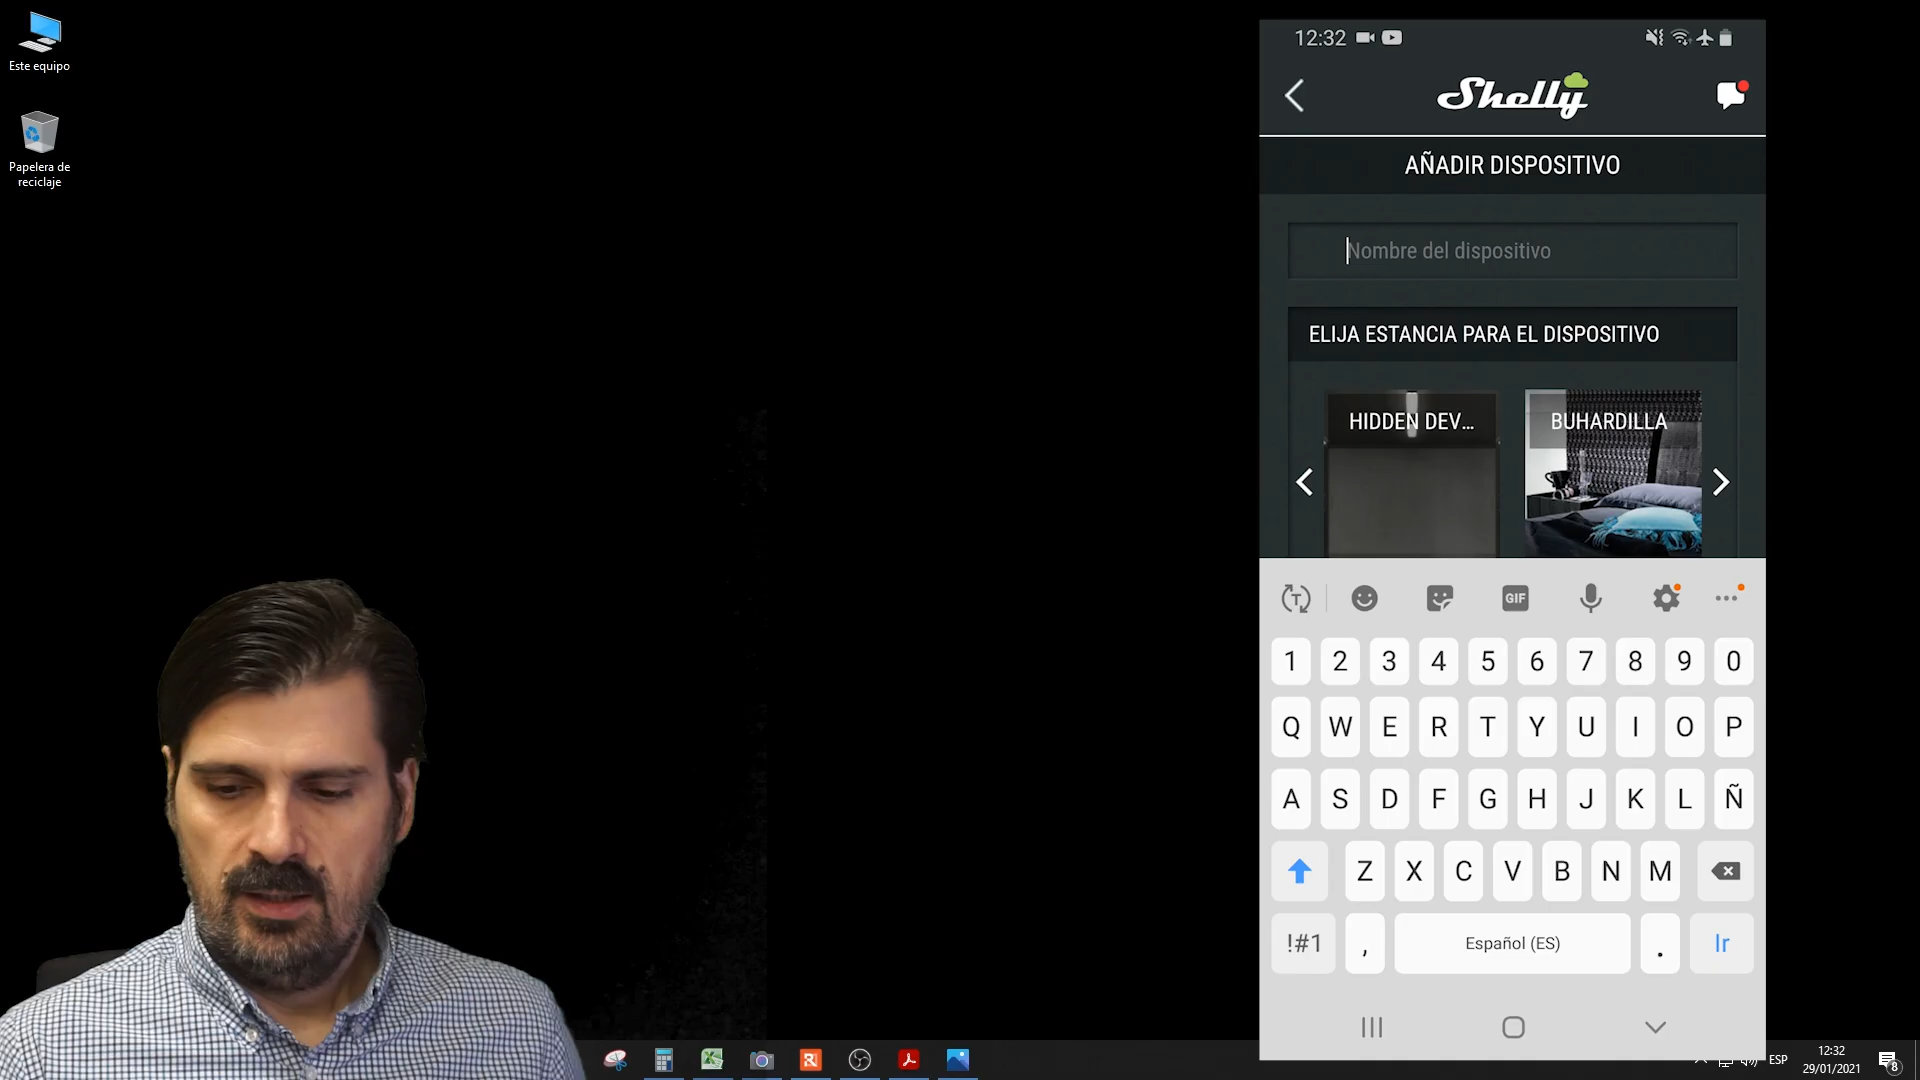 Este equipo
Papelera de
reciclaje
12:32
Shelly
AÑADIR DISPOSITIVO
Nombre del dispositivo
ELIJA ESTANCIA PARA EL DISPOSITIVO
HIDDEN DEV...
BUHARDILLA
T
GIF
1 2 3 4 5 6 7 8 9 0
Q W E R T Y U I O P
A S D F G H J K L Ñ
Z X C V B N M
!#1 , Español (ES) . Ir
ESP
12:32
29/01/2021
8